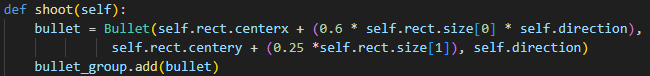 def shoot(self):
bullet = Bullet(self.rect.centerx + (0.6 * self.rect.size[0] * self.direction),
self.rect.centery + (0.25 *self.rect.size[1]), self.direction)
bullet_group.add(bullet)